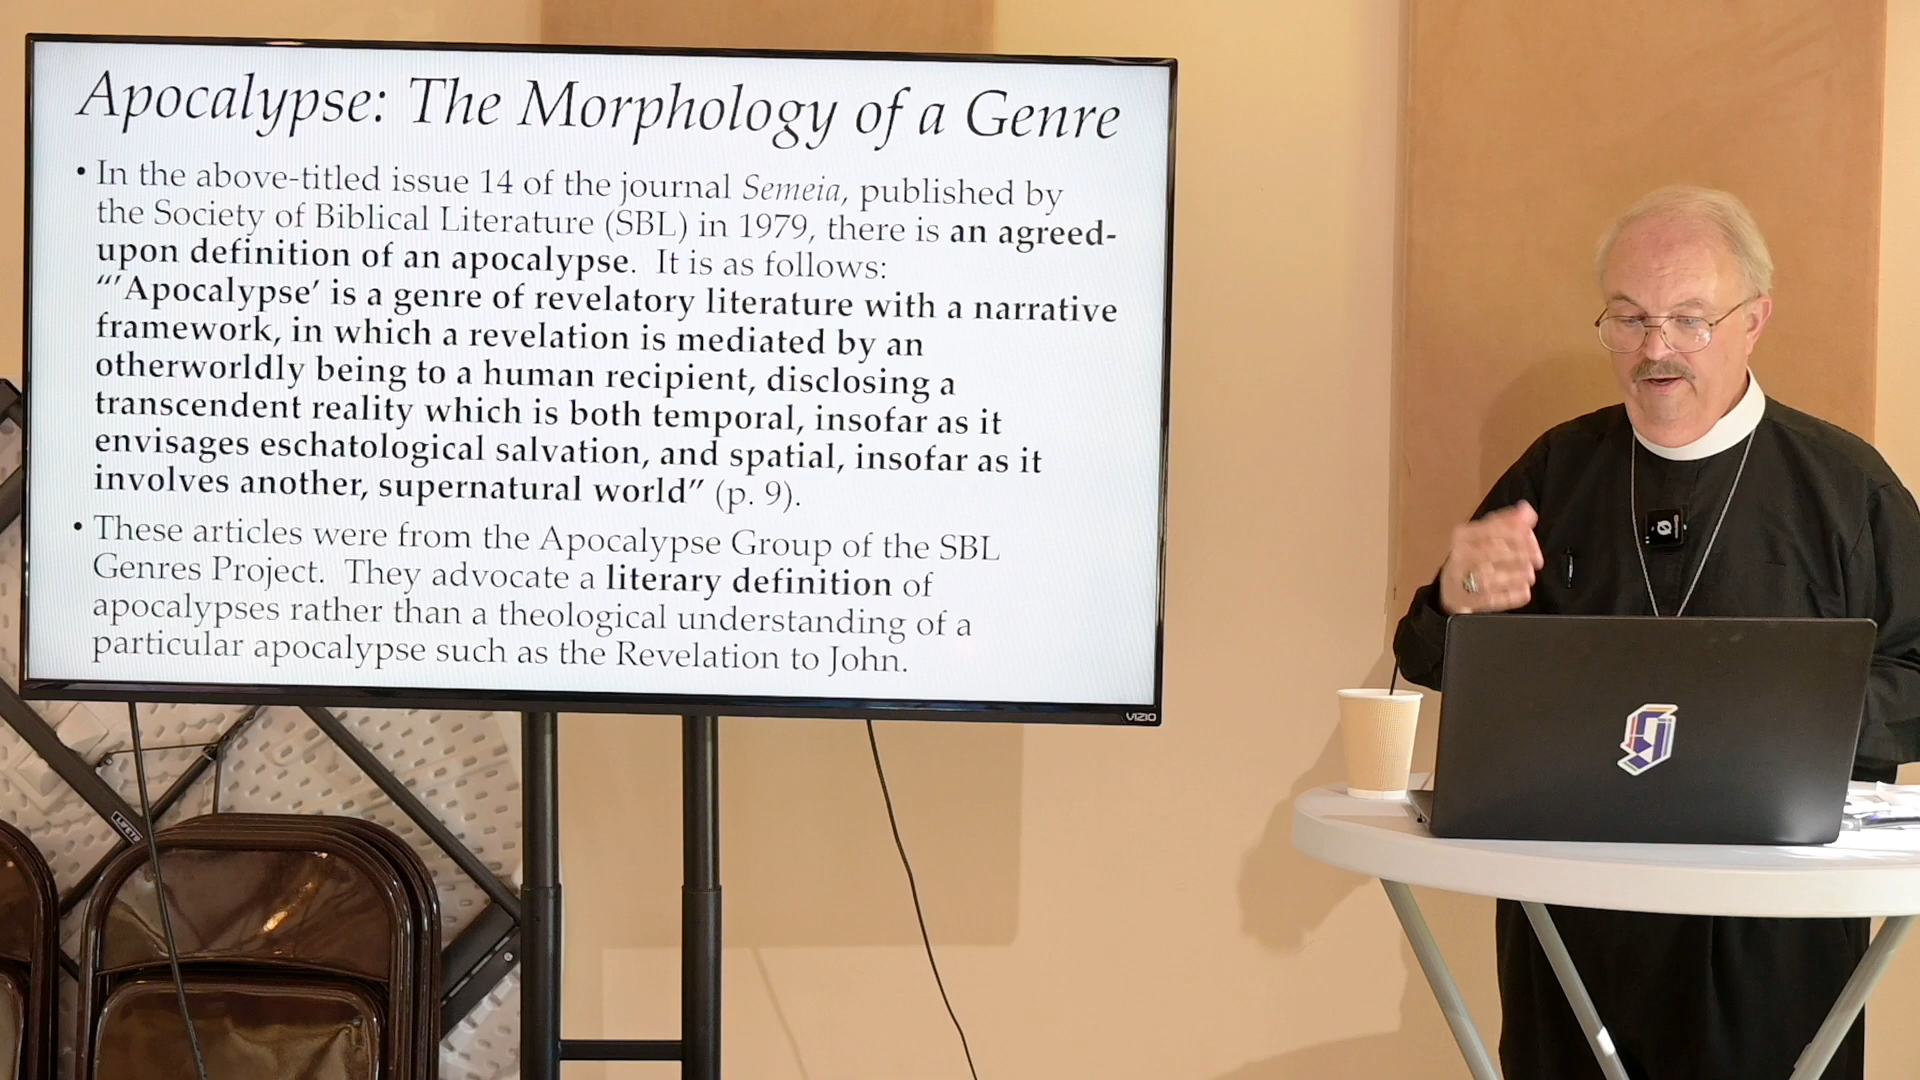 Apocalypse: The Morphology of a Genre
• In the above-titled issue 14 of the journal Semeia, published by
the Society of Biblical Literature (SBL) in 1979, there is an agreed-
upon definition of an apocalypse. It is as follows:
“’Apocalypse’ is a genre of revelatory literature with a narrative
framework, in which a revelation is mediated by an
otherworldly being to a human recipient, disclosing a
transcendent reality which is both temporal, insofar as it
envisages eschatological salvation, and spatial, insofar as it
involves another, supernatural world” (p. 9).
• These articles were from the Apocalypse Group of the SBL
Genres Project. They advocate a literary definition of
apocalypses rather than a theological understanding of a
particular apocalypse such as the Revelation to John.
VIZIO